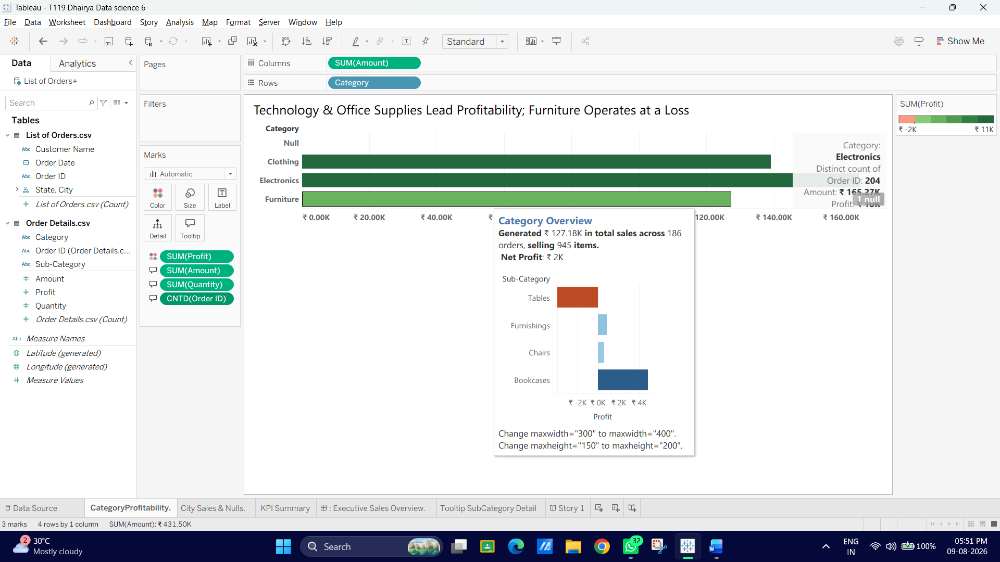 Tableau - T119 Dhairya Data science 6
File Data Worksheet Dashboard Story Analysis Map Format Server Window Help
Standard
Show Me
Data Analytics
List of Orders+
Search
Tables
List of Orders.csv
Abc Customer Name
Order Date
Abc Order ID
State, City
List of Orders.csv (Count)
Order Details.csv
Abc Category
Abc Order ID (Order Details.c...
Abc Sub-Category
Amount
Profit
Quantity
Order Details.csv (Count)
Abc Measure Names
Latitude (generated)
Longitude (generated)
Measure Values
Pages
Filters
Marks
Automatic
Color Size Label
Detail Tooltip
SUM(Profit)
SUM(Amount)
SUM(Quantity)
CNTD(Order ID)
Columns SUM(Amount)
Rows Category
Technology & Office Supplies Lead Profitability; Furniture Operates at a Loss
Category
Null
Clothing
Electronics
Furniture
₹ 0.00K ₹ 20.00K ₹ 40.00K ₹ 120.00K ₹ 140.00K ₹ 160.00K
Category:
Electronics
Distinct count of
Order ID: 204
Amount: ₹ 165.27K
Profit: ₹ 10K
1 null
Category Overview
Generated ₹ 127.18K in total sales across 186
orders, selling 945 items.
Net Profit: ₹ 2K
Sub-Category
Tables
Furnishings
Chairs
Bookcases
₹ -2K ₹ 0K ₹ 2K ₹ 4K
Profit
Change maxwidth="300" to maxwidth="400".
Change maxheight="150" to maxheight="200".
SUM(Profit)
₹ -2K ₹ 11K
Data Source CategoryProfitability. City Sales & Nulls. KPI Summary : Executive Sales Overview. Tooltip SubCategory Detail Story 1
3 marks 4 rows by 1 column SUM(Amount): ₹ 431.50K
2
30°C
Mostly cloudy
Search
32
ENG
IN
100%
05:51 PM
09-08-2026